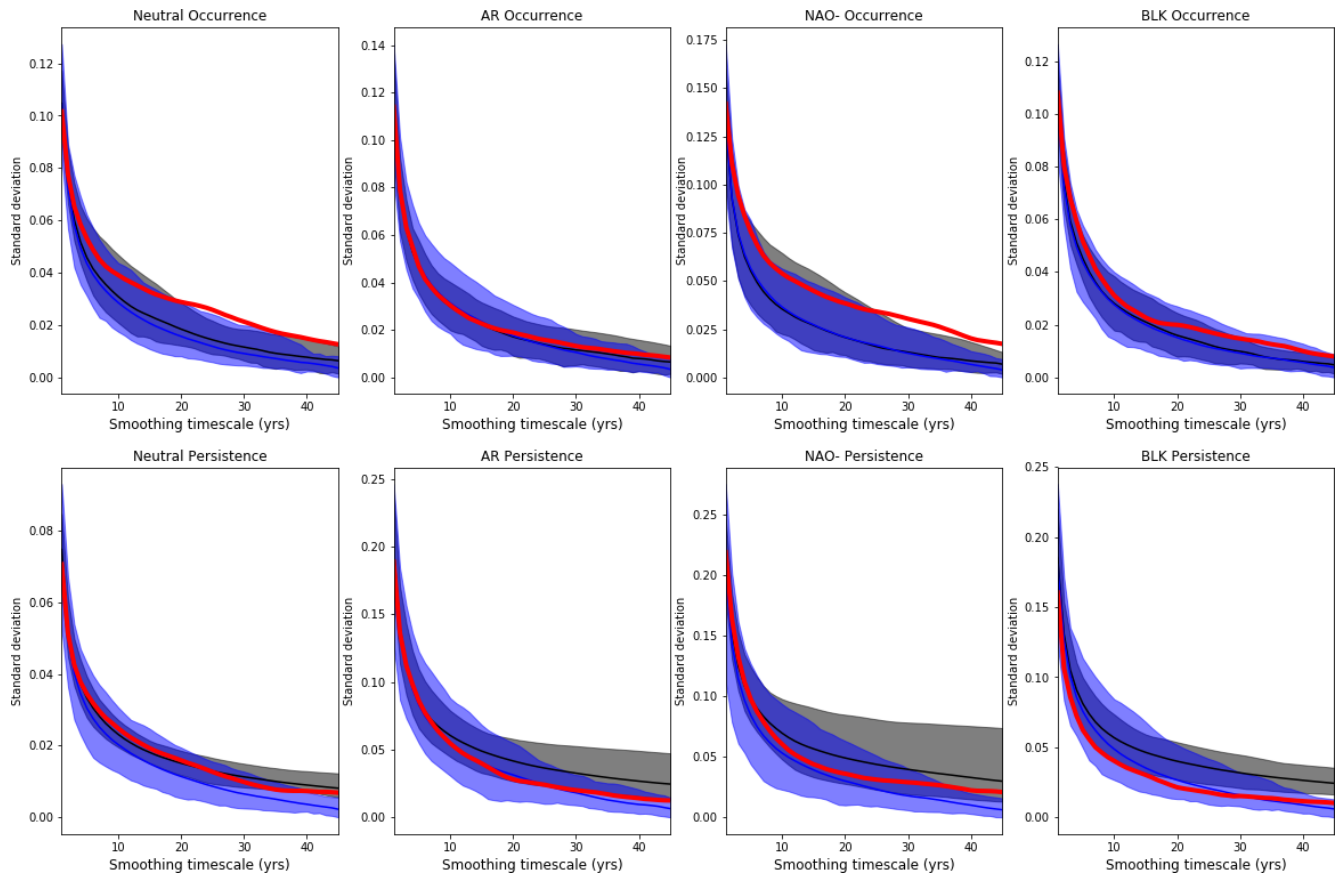 Neutral Occurrence
AR Occurrence
NAO- Occurrence
BLK Occurrence
Standard deviation
0.12
0.10
0.08
0.06
0.04
0.02
0.00
10 20 30 40
Smoothing timescale (yrs)
Standard deviation
0.14
0.12
0.10
0.08
0.06
0.04
0.02
0.00
10 20 30 40
Smoothing timescale (yrs)
Standard deviation
0.175
0.150
0.125
0.100
0.075
0.050
0.025
0.000
10 20 30 40
Smoothing timescale (yrs)
Standard deviation
0.12
0.10
0.08
0.06
0.04
0.02
0.00
10 20 30 40
Smoothing timescale (yrs)
Neutral Persistence
AR Persistence
NAO- Persistence
BLK Persistence
Standard deviation
0.08
0.06
0.04
0.02
0.00
10 20 30 40
Smoothing timescale (yrs)
Standard deviation
0.25
0.20
0.15
0.10
0.05
0.00
10 20 30 40
Smoothing timescale (yrs)
Standard deviation
0.25
0.20
0.15
0.10
0.05
0.00
10 20 30 40
Smoothing timescale (yrs)
Standard deviation
0.25
0.20
0.15
0.10
0.05
0.00
10 20 30 40
Smoothing timescale (yrs)